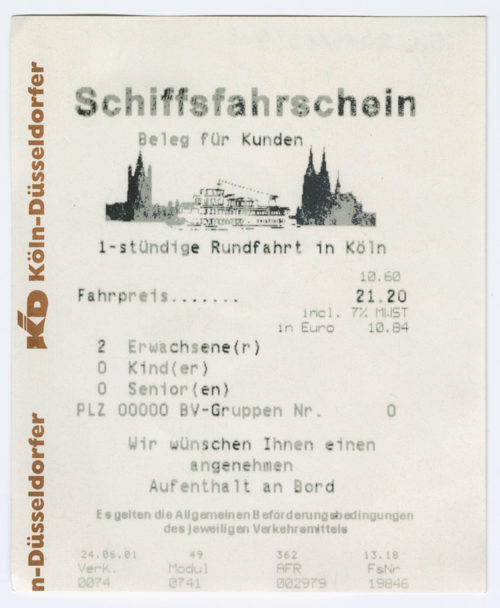 Schiffsfahrschein
Beleg für Kunden
1-stündige Rundfahrt in Köln
10.60
Fahrpreis....... 21.20
incl. 7% MWST
in Euro 10.84
2 Erwachsene(r)
0 Kind(er)
0 Senior(en)
PLZ 00000 BV-Gruppen Nr. 0
Wir wünschen Ihnen einen
angenehmen
Aufenthalt an Bord
Es gelten die Allgemeinen Beförderungsbedingungen
des jeweiligen Verkehrsmittels
24.06.01 49 362 13.18
Verk. Modul AFR FsNr
0074 0741 002979 19846
KD Köln-Düsseldorfer
n-Düsseldorfer